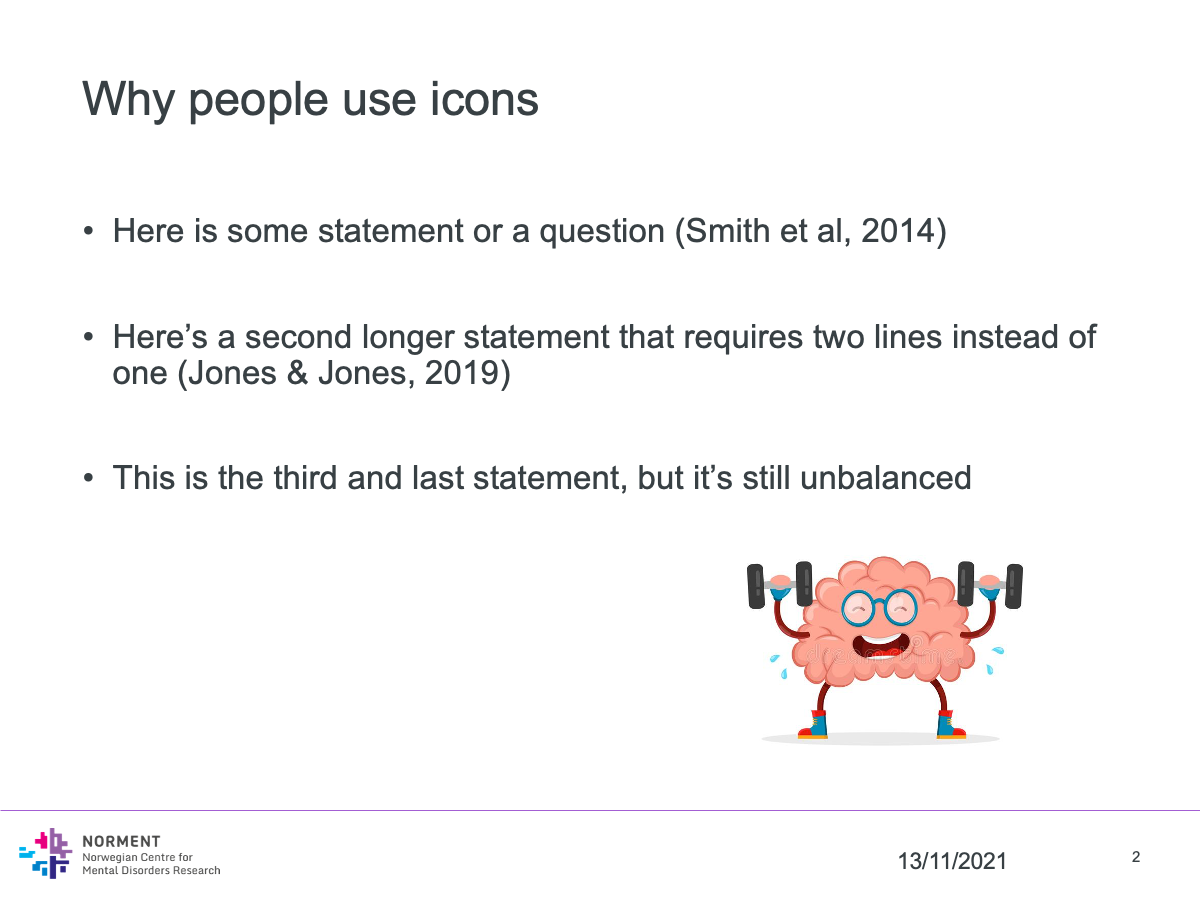 Why people use icons
• Here is some statement or a question (Smith et al, 2014)
• Here’s a second longer statement that requires two lines instead of
one (Jones & Jones, 2019)
• This is the third and last statement, but it’s still unbalanced
dreamstime
NORMENT
Norwegian Centre for
Mental Disorders Research
13/11/2021
2